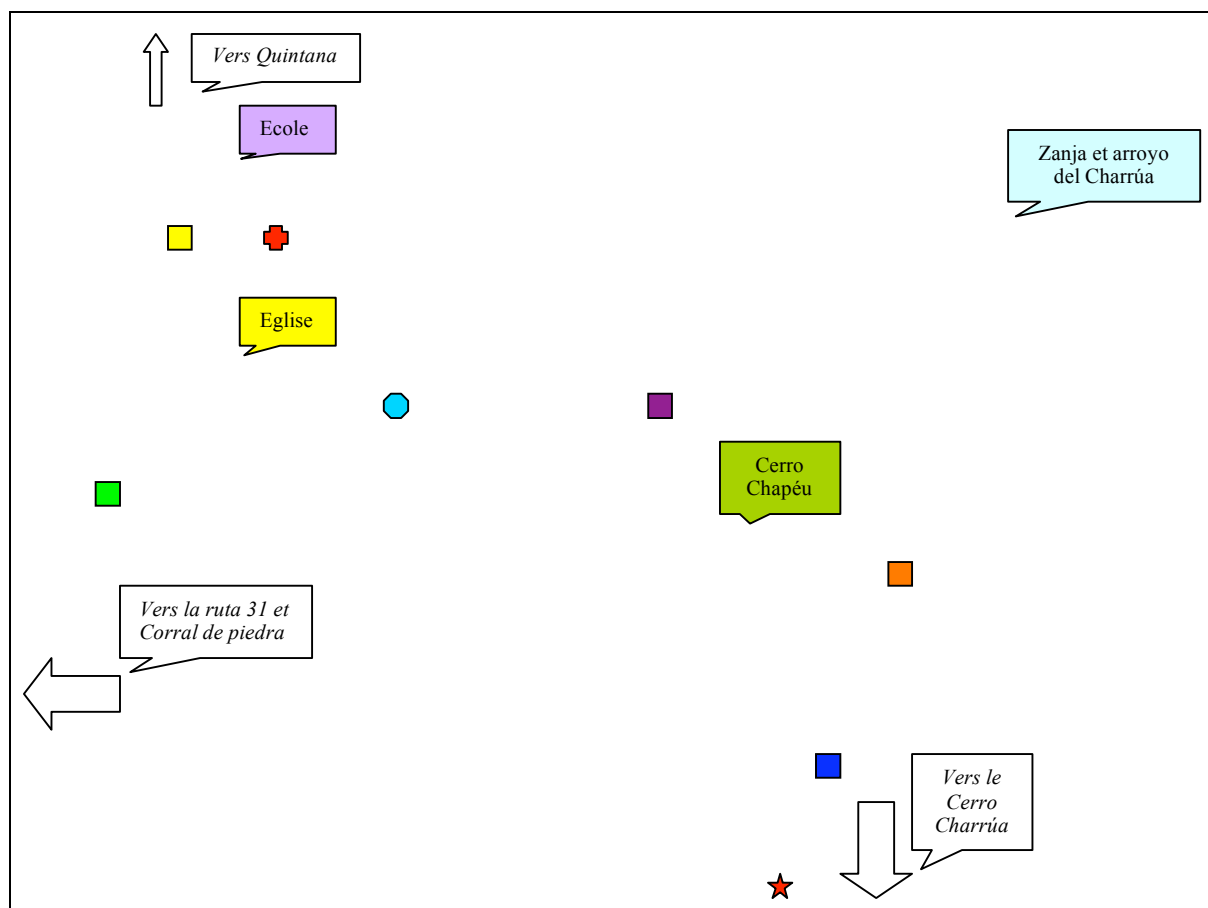 Vers Quintana
Ecole
Zanja et arroyo
del Charrúa
Eglise
Cerro
Chapéu
Vers la ruta 31 et
Corral de piedra
Vers le
Cerro
Charrúa